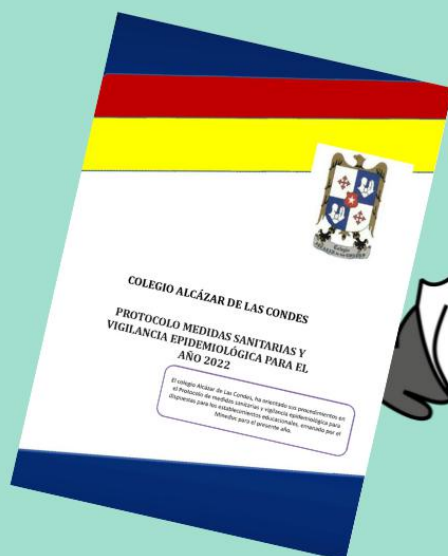 COLEGIO ALCÁZAR DE LAS CONDES
PROTOCOLO MEDIDAS SANITARIAS Y
VIGILANCIA EPIDEMIOLÓGICA PARA EL
AÑO 2022
El colegio Alcázar de Las Condes, ha orientado sus procedimientos en
el Protocolo de medidas sanitarias y vigilancia epidemiológica para
dispuestas para los establecimientos educacionales, emanada por el
Mineduc para el presente año.